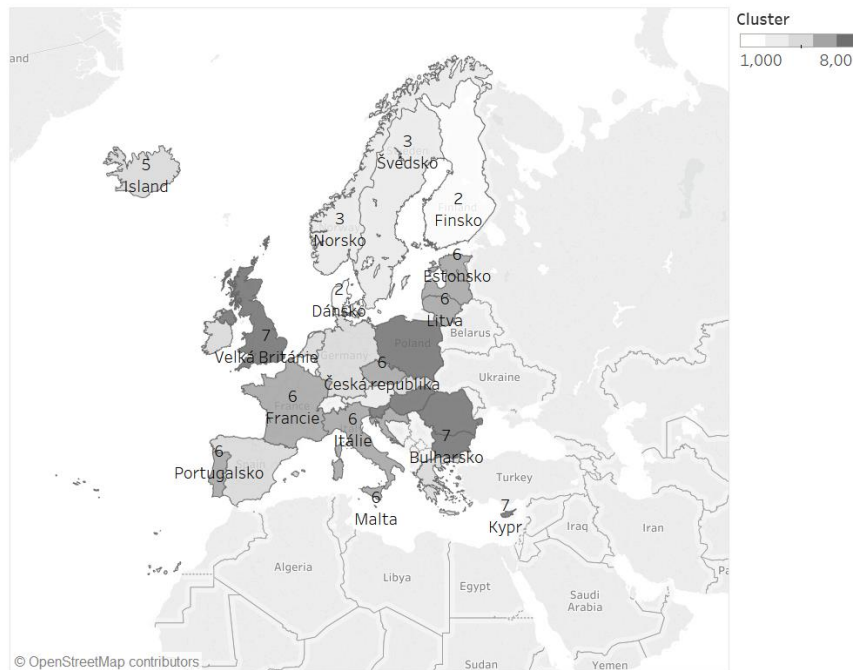 Cluster
1,000 8,00
and
5
Island
3
Švédsko
3
Norsko
2
Finsko
6
Estonsko
2
Dánsko
6
Litva
Belarus
7
Velká Británie
Germany
Poland
6
Česká republika
Ukraine
6
Francie
6
Itálie
7
Bulharsko
6
Portugalsko
Turkey
6
Malta
7
Kypr
Iraq
Iran
Algeria
Libya
Egypt
Saudi
Arabia
Sudan
Yemen
© OpenStreetMap contributors